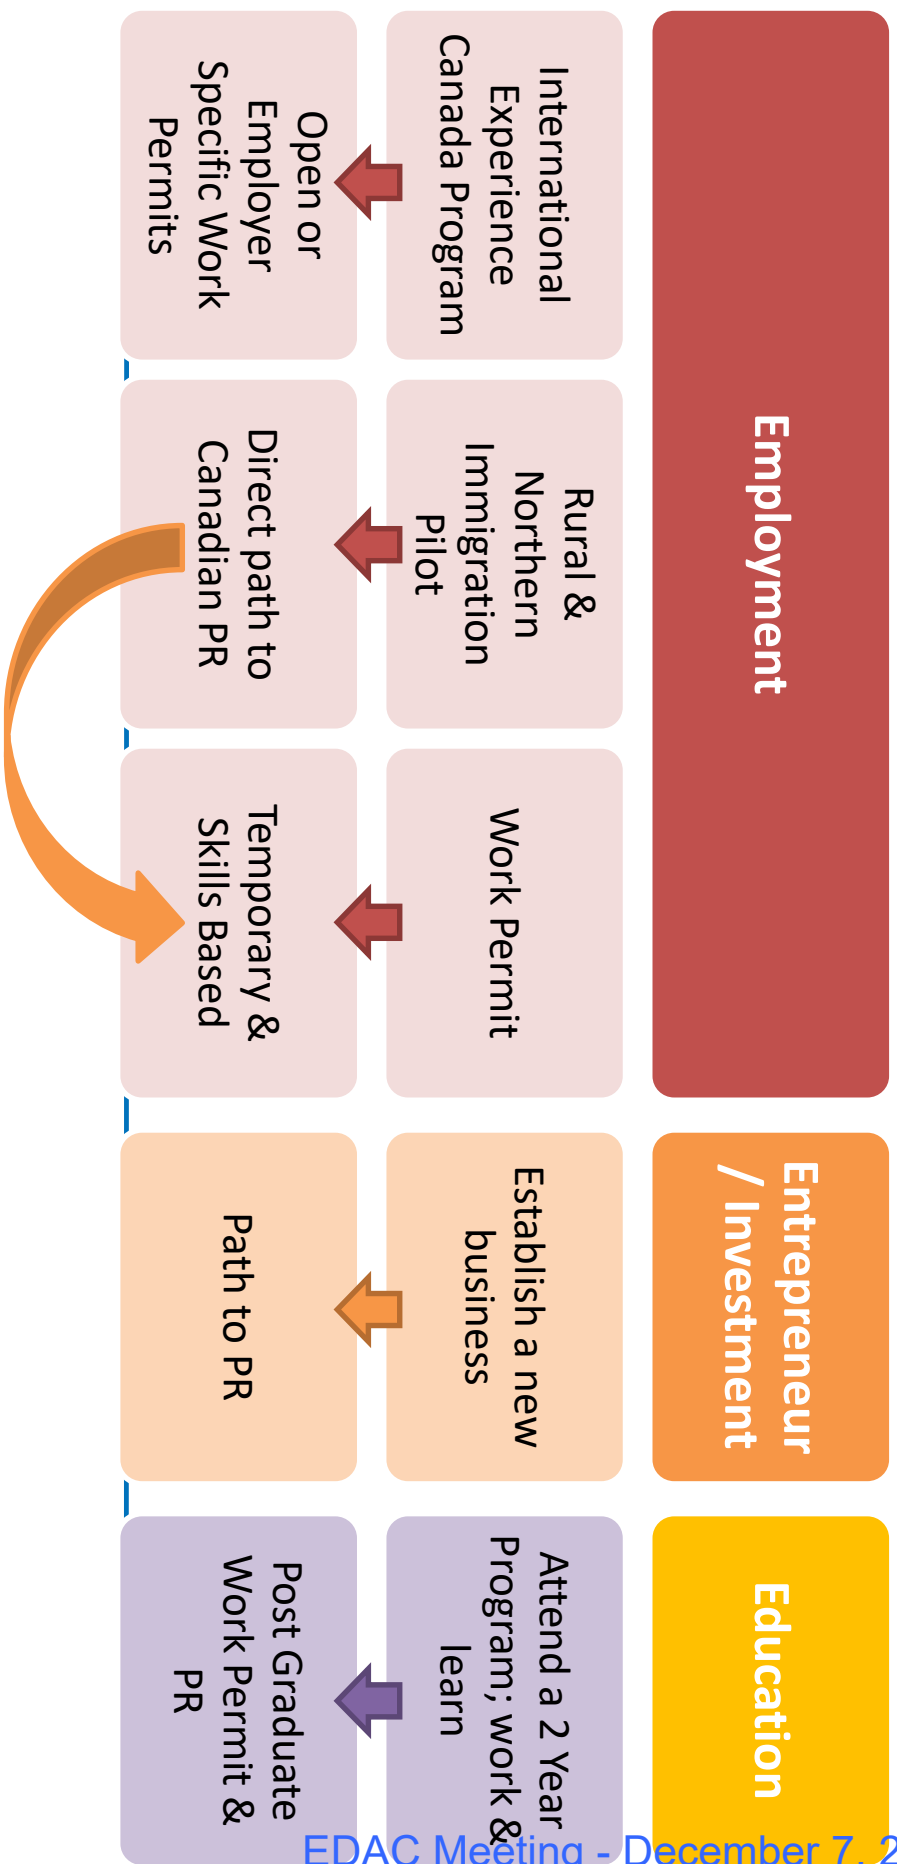 Employment
Entrepreneur
/ Investment
Education
International
Experience
Canada Program
Rural &
Northern
Immigration
Pilot
Work Permit
Establish a new
business
Attend a 2 Year
Program; work &
learn
Open or
Employer
Specific Work
Permits
Direct path to
Canadian PR
Temporary &
Skills Based
Path to PR
Post Graduate
Work Permit &
PR
EDAC Meeting - December 7, 2